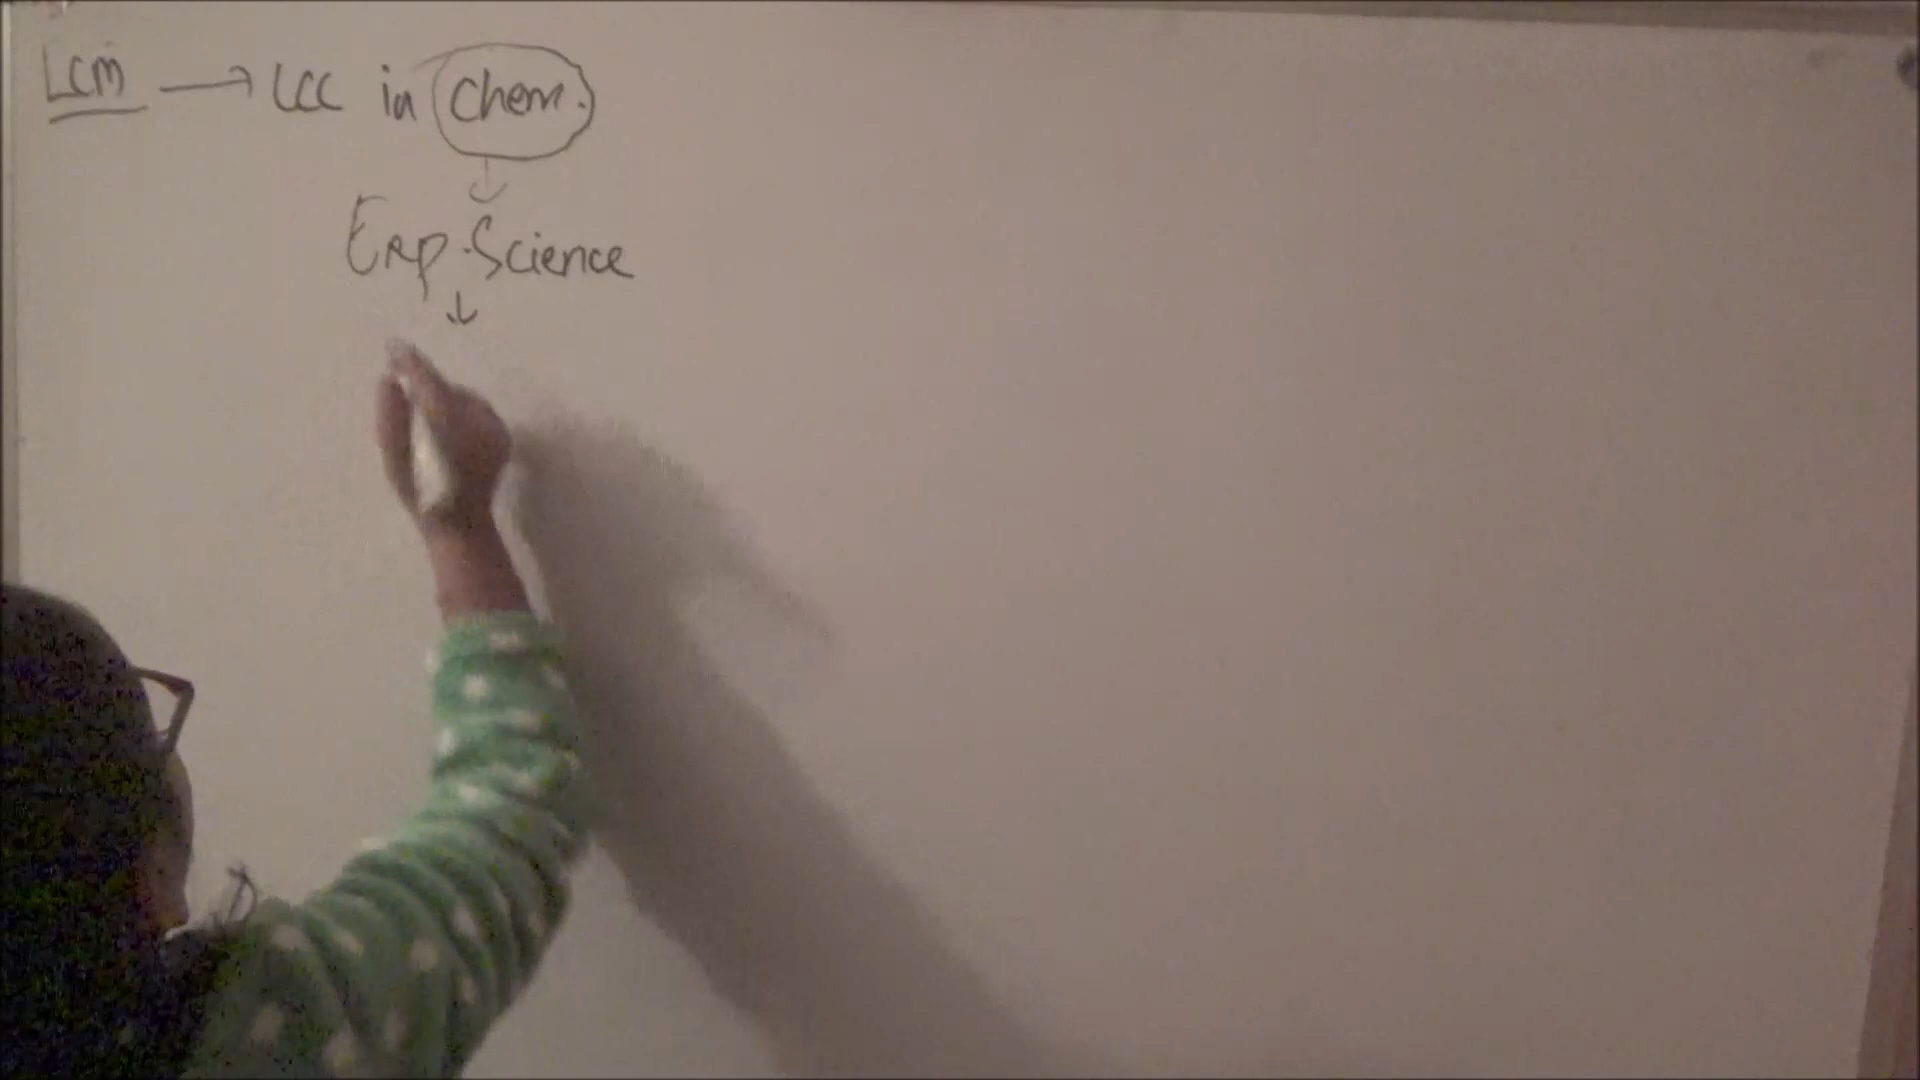 LCM → LCC in Chem.
↓
Exp. Science
↓